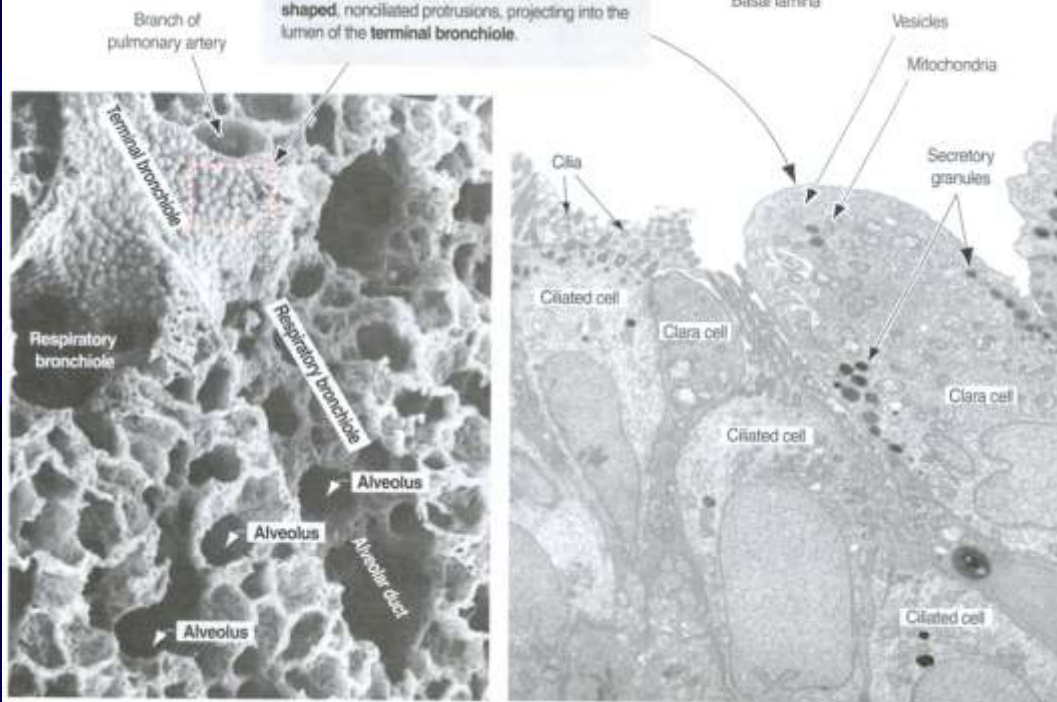 shaped, nonciliated protrusions, projecting into the
lumen of the terminal bronchiole.
Basal lamina
Branch of
pulmonary artery
Vesicles
Mitochondria
Terminal bronchiole
Cilia
Secretory
granules
Ciliated cell
Clara cell
Respiratory
bronchiole
Respiratory bronchiole
Clara cell
Ciliated cell
Alveolus
Alveolus
Alveolar duct
Alveolus
Ciliated cell